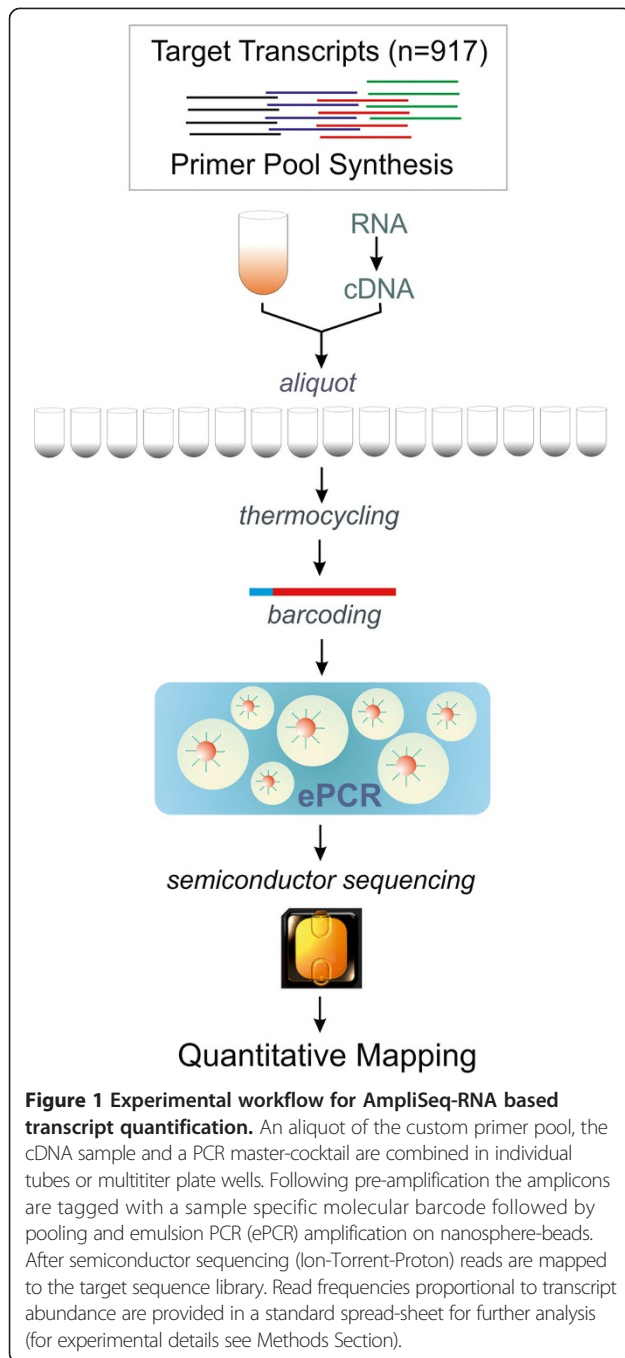 Target Transcripts (n=917)
Primer Pool Synthesis
RNA
cDNA
aliquot
thermocycling
barcoding
ePCR
semiconductor sequencing
Quantitative Mapping
Figure 1 Experimental workflow for AmpliSeq-RNA based
transcript quantification. An aliquot of the custom primer pool, the
cDNA sample and a PCR master-cocktail are combined in individual
tubes or multititer plate wells. Following pre-amplification the amplicons
are tagged with a sample specific molecular barcode followed by
pooling and emulsion PCR (ePCR) amplification on nanosphere-beads.
After semiconductor sequencing (Ion-Torrent-Proton) reads are mapped
to the target sequence library. Read frequencies proportional to transcript
abundance are provided in a standard spread-sheet for further analysis
(for experimental details see Methods Section).